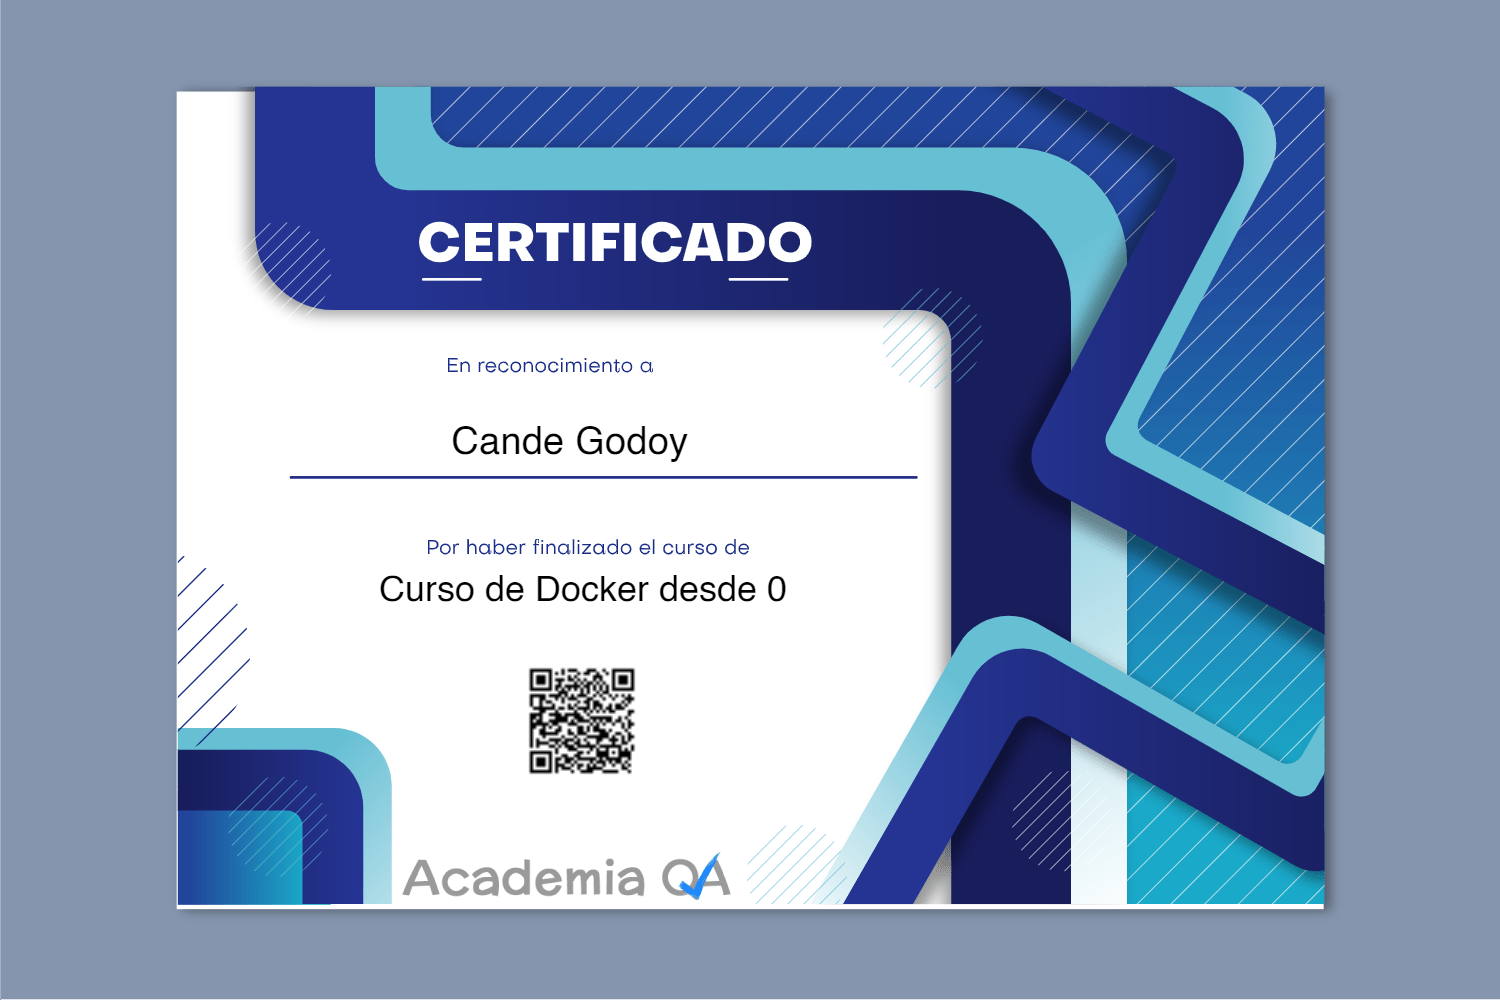 CERTIFICADO
En reconocimiento a
Cande Godoy
Por haber finalizado el curso de
Curso de Docker desde 0
Academia QA